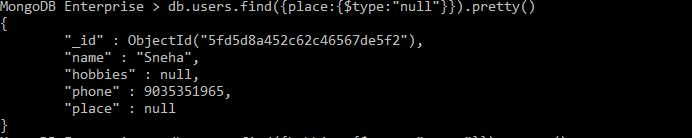 MongoDB Enterprise > db.users.find({place:{$type:"null"}}).pretty()
{
        "_id" : ObjectId("5fd5d8a452c62c46567de5f2"),
        "name" : "Sneha",
        "hobbies" : null,
        "phone" : 9035351965,
        "place" : null
}